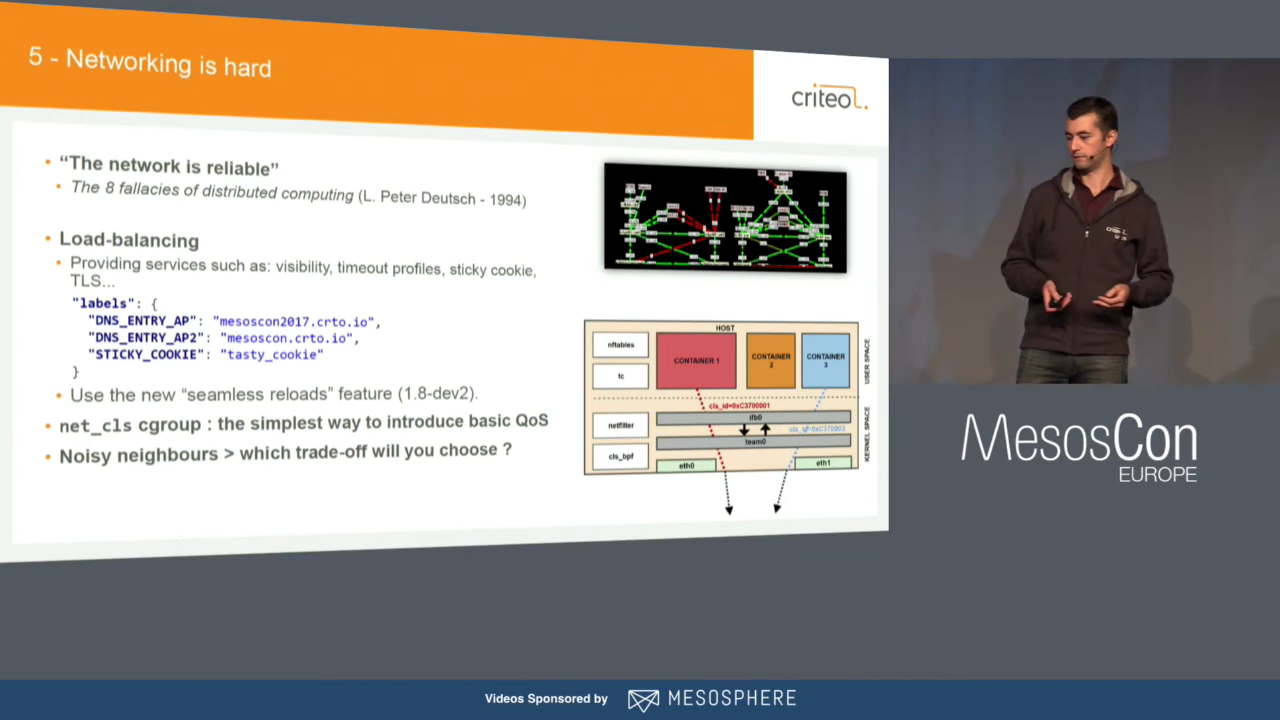 5 - Networking is hard
criteo
• “The network is reliable”
• The 8 fallacies of distributed computing (L. Peter Deutsch - 1994)
• Load-balancing
• Providing services such as: visibility, timeout profiles, sticky cookie,
TLS...
"labels": {
"DNS_ENTRY_AP": "mesoscon2017.crto.io",
"DNS_ENTRY_AP2": "mesoscon.crto.io",
"STICKY_COOKIE": "tasty_cookie"
}
• Use the new “seamless reloads” feature (1.8-dev2).
• net_cls cgroup : the simplest way to introduce basic QoS
• Noisy neighbours > which trade-off will you choose ?
HOST
nftables
tc
netfilter
cls_bpf
CONTAINER 1
CONTAINER
2
CONTAINER
3
USER SPACE
cls_id=0xC3700001
ifb0
cls_id=0xC3700003
team0
eth0
eth1
KERNEL SPACE
MesosCon
EUROPE
Videos Sponsored by
MESOSPHERE